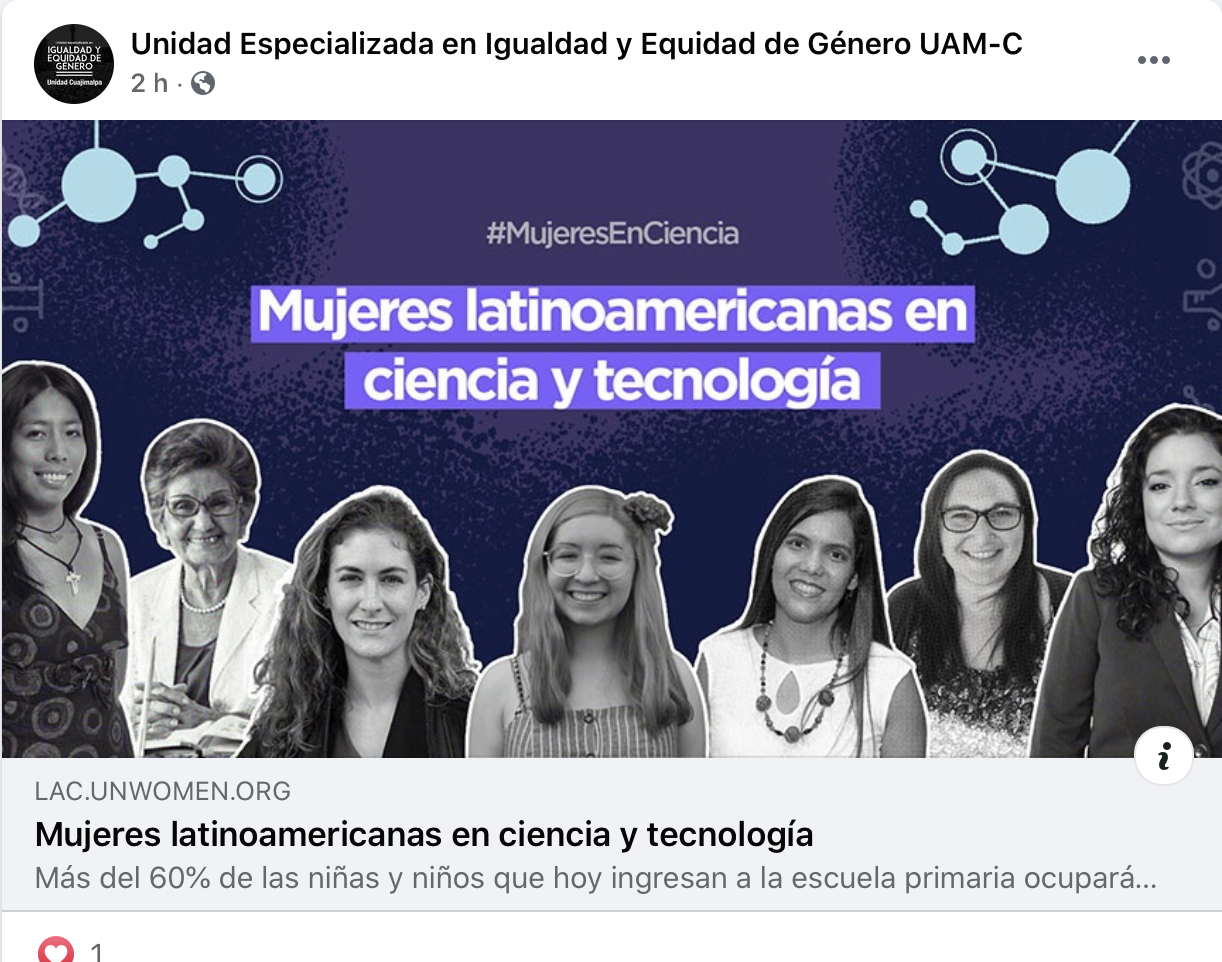 Unidad Especializada en Igualdad y Equidad de Género UAM-C
IGUALDAD Y
EQUIDAD DE
GÉNERO
Unidad Cuajimalpa
2 h ·
#MujeresEnCiencia
Mujeres latinoamericanas en
ciencia y tecnología
LAC.UNWOMEN.ORG
Mujeres latinoamericanas en ciencia y tecnología
Más del 60% de las niñas y niños que hoy ingresan a la escuela primaria ocupará...
1